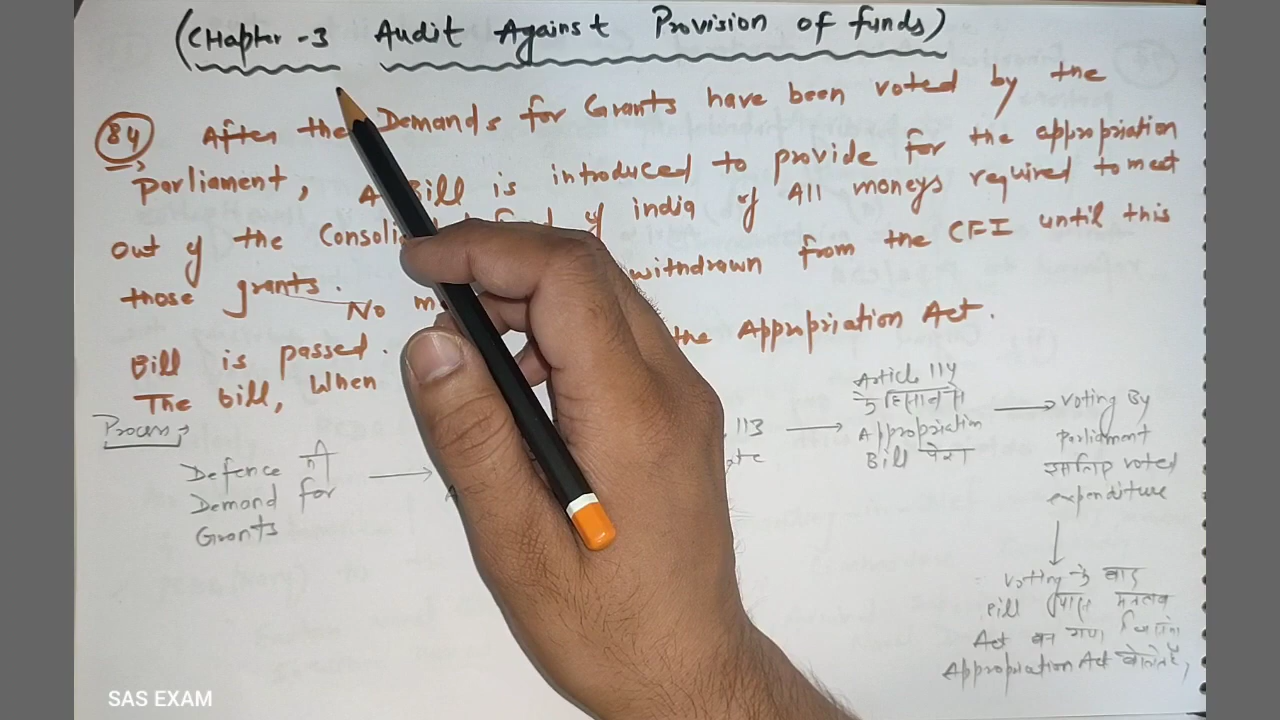 (CHapter -3 Audit Against Provision of funds)
84 After the Demands for Grants have been voted by the
Parliament, A Bill is introduced to provide for the appropriation
out of the Consoli of india of All moneys required to meet
those grants. No withdrawn from the CFI until this
Bill is passed.
The bill, When the Appropriation Act.
Process
Defence ने
Demand for
Grants
113
Article 114
के हिसाब से
Appropriation
Bill पेश
Voting By
Parliament
इसलिए voted
expenditure
Voting के बाद
Bill पास मतलब
Act बन गया जिसे
Appropriation Act बोलते हैं,
SAS EXAM